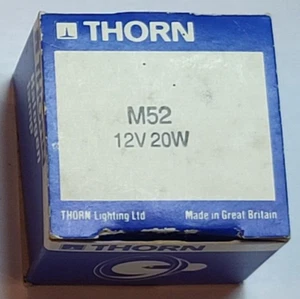 THORN
M52
12V 20W
THORN Lighting Ltd Made in Great Britain
THORN